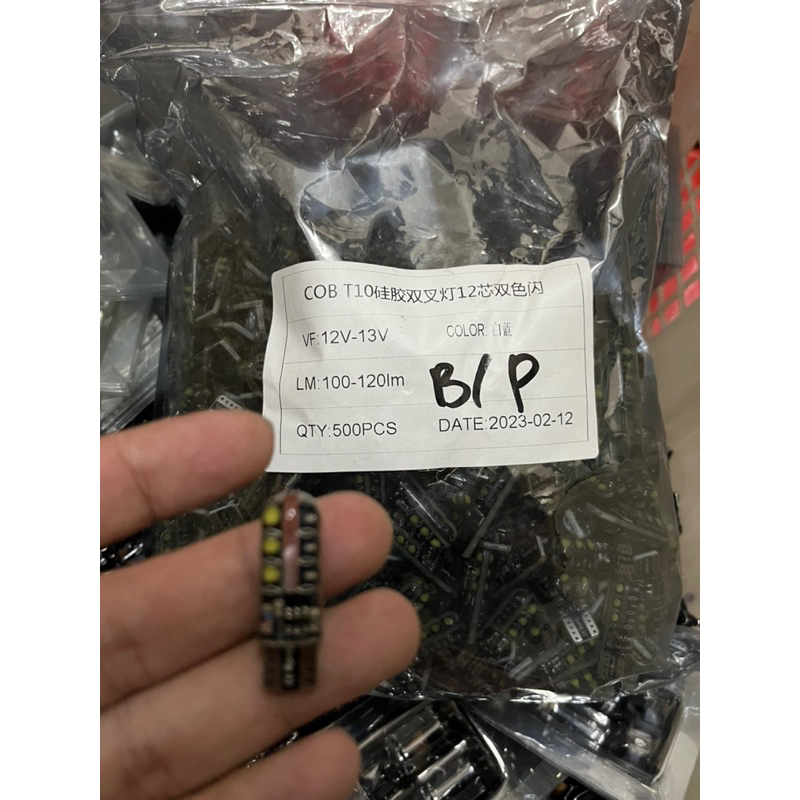 COB T10硅胶双叉灯12芯双色闪
VF:12V-13V COLOR: 白蓝
LM:100-120lm B/P
QTY:500PCS DATE:2023-02-12